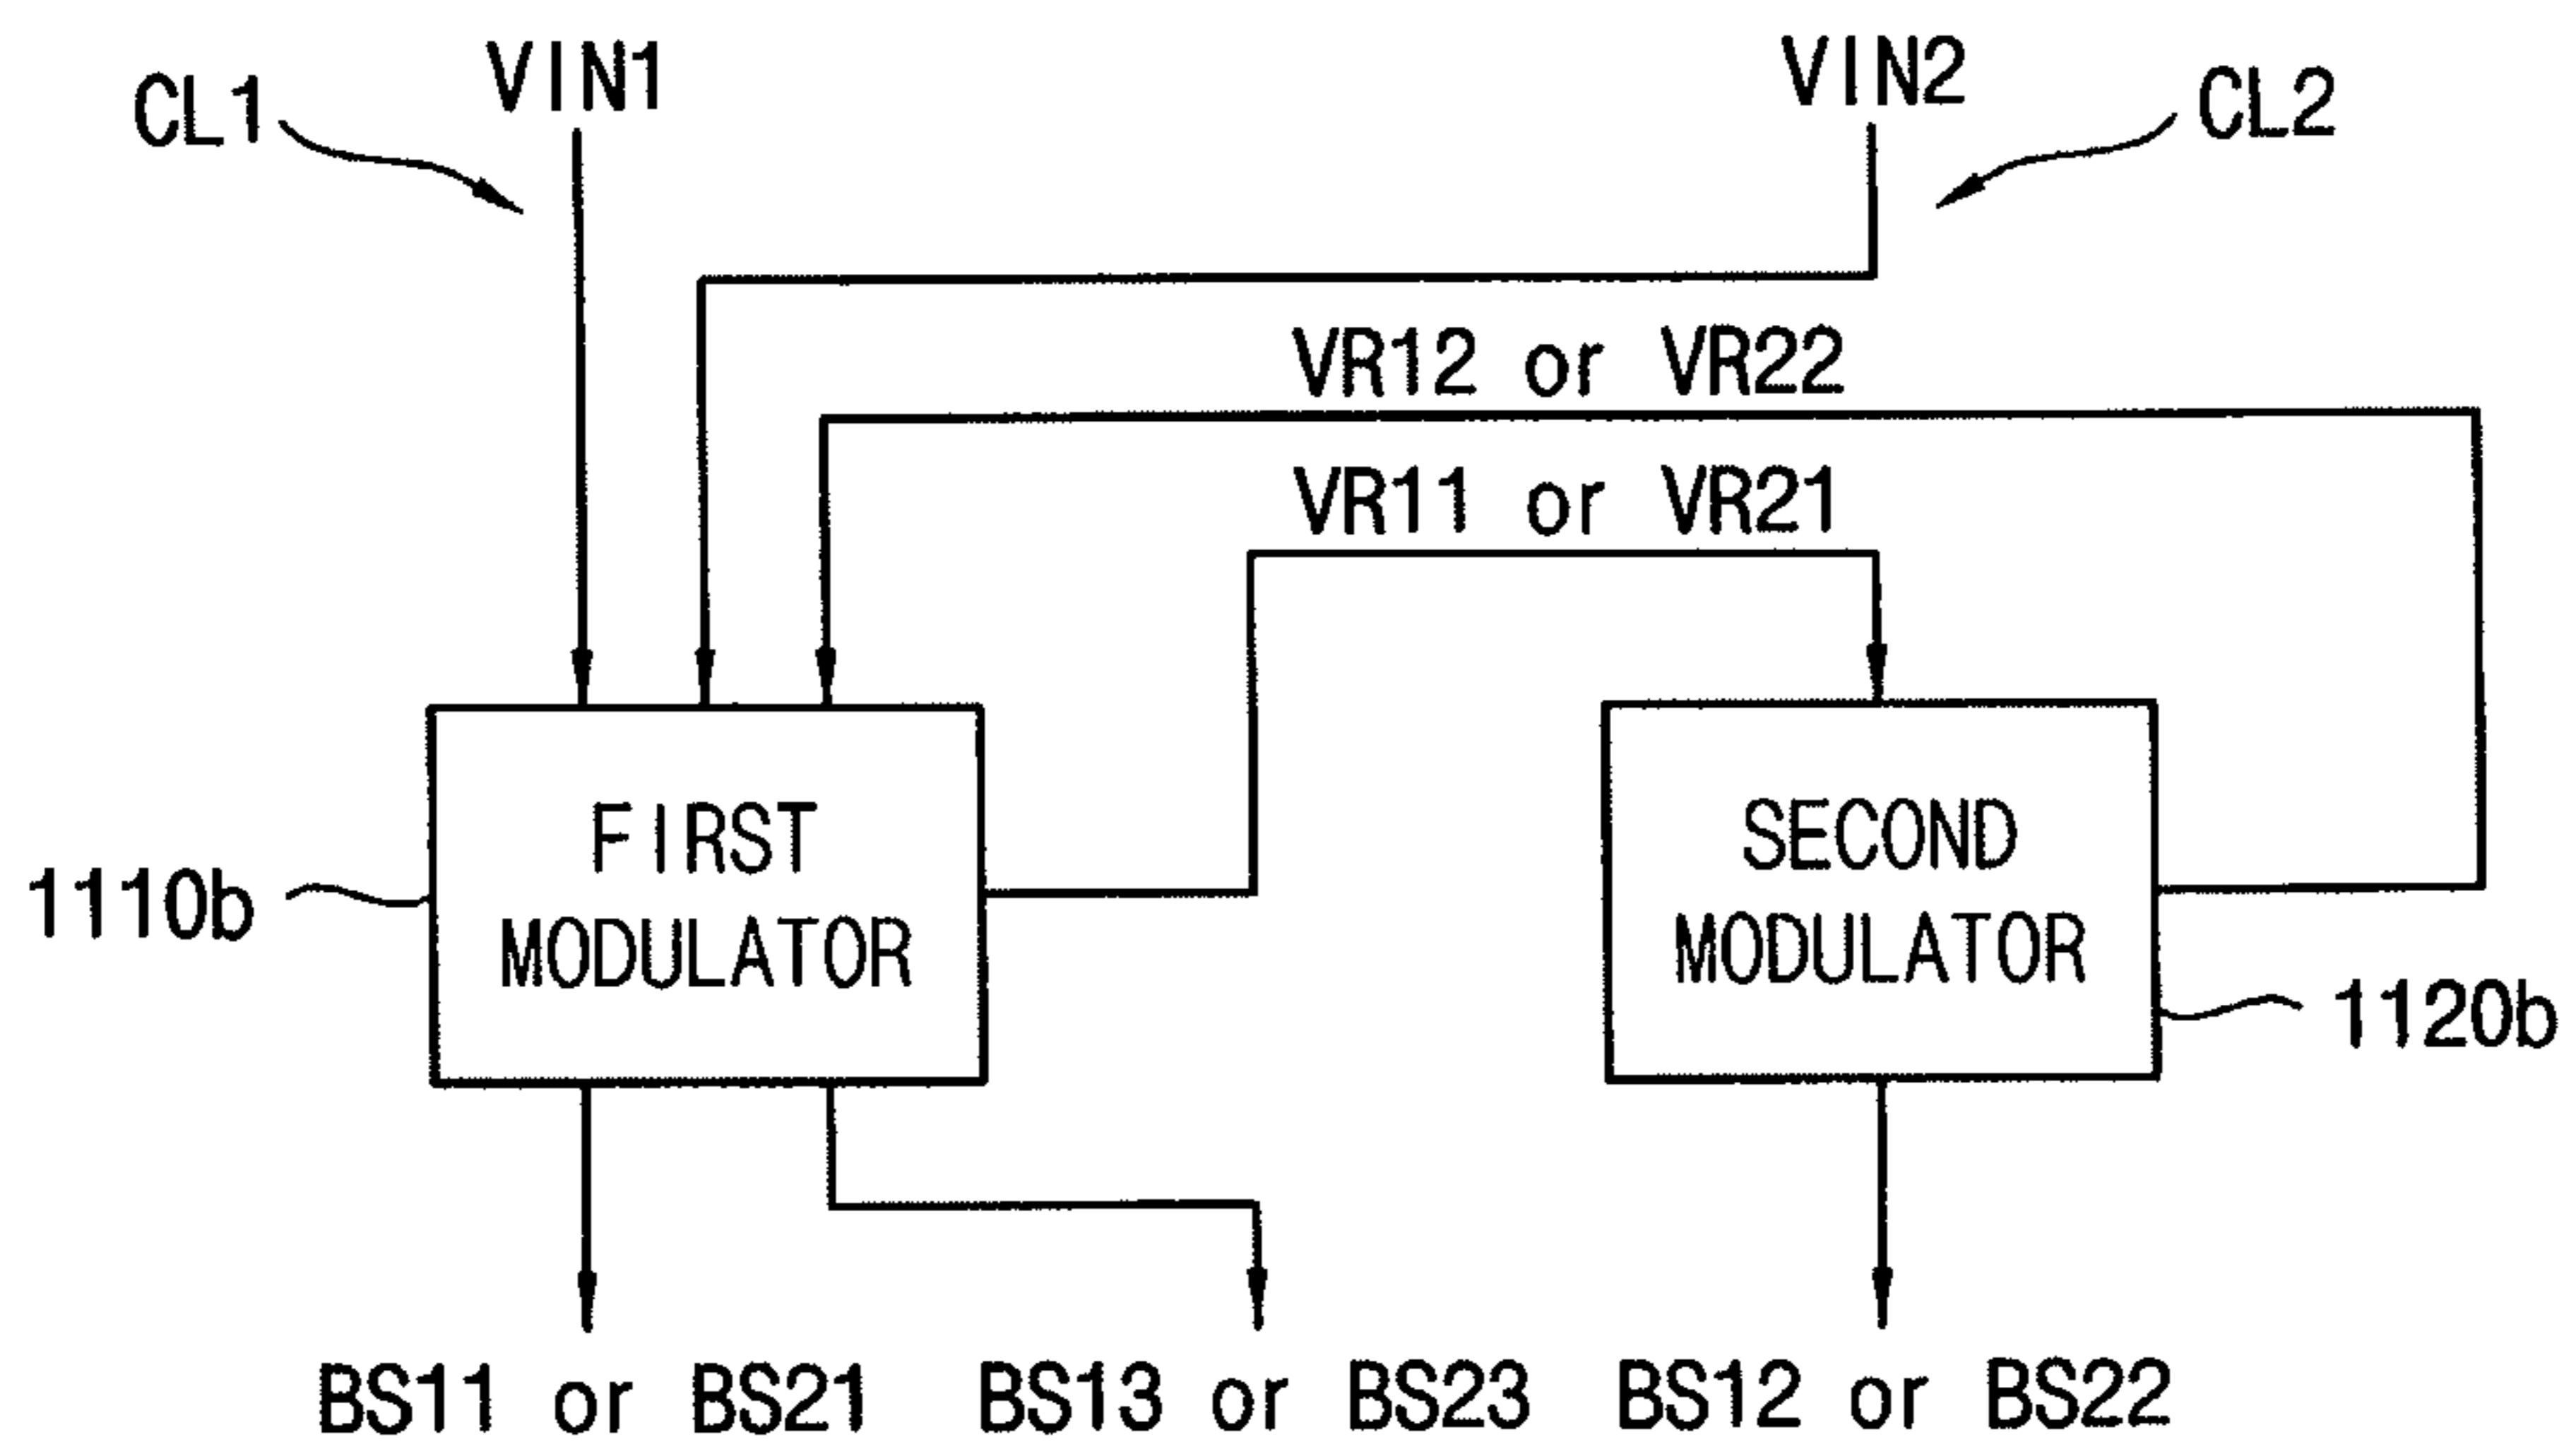 CL1 VIN1 VIN2 CL2
VR12 or VR22
VR11 or VR21
1110b FIRST MODULATOR
SECOND MODULATOR 1120b
BS11 or BS21 BS13 or BS23 BS12 or BS22